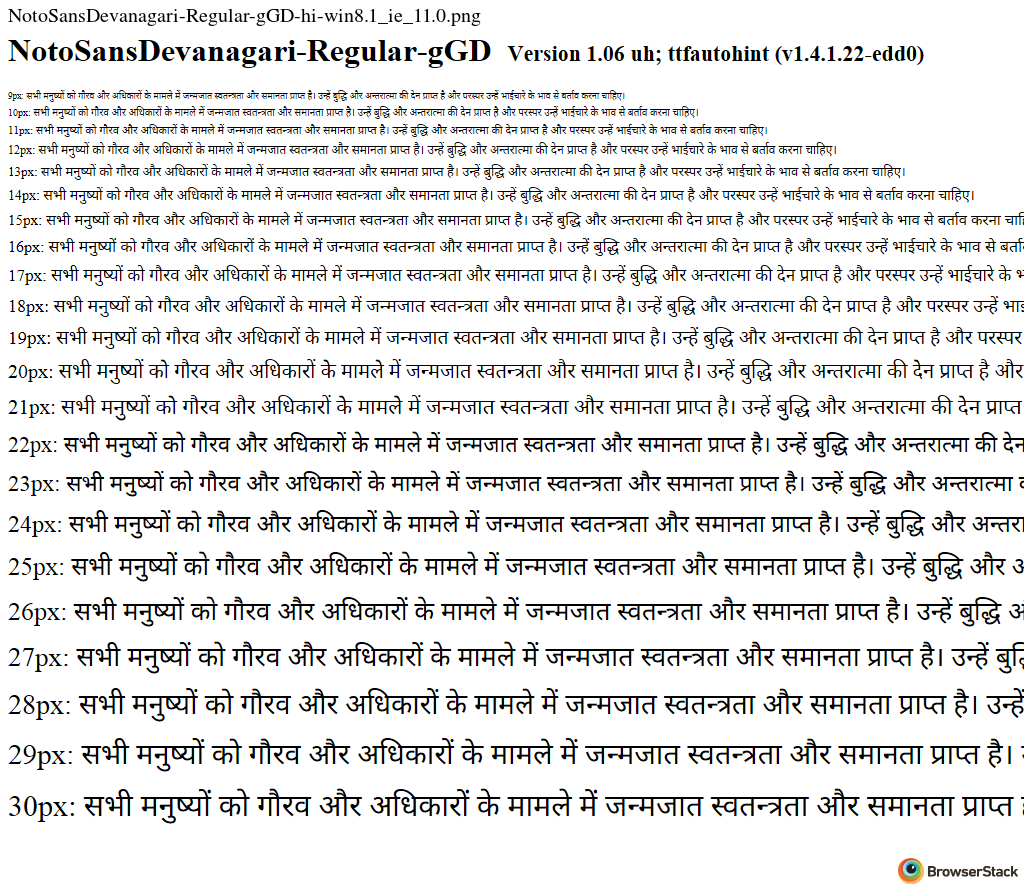 NotoSansDevanagari-Regular-gGD-hi-win8.1_ie_11.0.png
NotoSansDevanagari-Regular-gGD Version 1.06 uh; ttfautohint (v1.4.1.22-edd0)
9px: सभी मनुष्यों को गौरव और अधिकारों के मामले में जन्मजात स्वतन्त्रता और समानता प्राप्त है। उन्हें बुद्धि और अन्तरात्मा की देन प्राप्त है और परस्पर उन्हें भाईचारे के भाव से बर्ताव करना चाहिए।
10px: सभी मनुष्यों को गौरव और अधिकारों के मामले में जन्मजात स्वतन्त्रता और समानता प्राप्त है। उन्हें बुद्धि और अन्तरात्मा की देन प्राप्त है और परस्पर उन्हें भाईचारे के भाव से बर्ताव करना चाहिए।
11px: सभी मनुष्यों को गौरव और अधिकारों के मामले में जन्मजात स्वतन्त्रता और समानता प्राप्त है। उन्हें बुद्धि और अन्तरात्मा की देन प्राप्त है और परस्पर उन्हें भाईचारे के भाव से बर्ताव करना चाहिए।
12px: सभी मनुष्यों को गौरव और अधिकारों के मामले में जन्मजात स्वतन्त्रता और समानता प्राप्त है। उन्हें बुद्धि और अन्तरात्मा की देन प्राप्त है और परस्पर उन्हें भाईचारे के भाव से बर्ताव करना चाहिए।
13px: सभी मनुष्यों को गौरव और अधिकारों के मामले में जन्मजात स्वतन्त्रता और समानता प्राप्त है। उन्हें बुद्धि और अन्तरात्मा की देन प्राप्त है और परस्पर उन्हें भाईचारे के भाव से बर्ताव करना चाहिए।
14px: सभी मनुष्यों को गौरव और अधिकारों के मामले में जन्मजात स्वतन्त्रता और समानता प्राप्त है। उन्हें बुद्धि और अन्तरात्मा की देन प्राप्त है और परस्पर उन्हें भाईचारे के भाव से बर्ताव करना चाहिए।
15px: सभी मनुष्यों को गौरव और अधिकारों के मामले में जन्मजात स्वतन्त्रता और समानता प्राप्त है। उन्हें बुद्धि और अन्तरात्मा की देन प्राप्त है और परस्पर उन्हें भाईचारे के भाव से बर्ताव करना
16px: सभी मनुष्यों को गौरव और अधिकारों के मामले में जन्मजात स्वतन्त्रता और समानता प्राप्त है। उन्हें बुद्धि और अन्तरात्मा की देन प्राप्त है और परस्पर उन्हें भाईचारे के भाव से
17px: सभी मनुष्यों को गौरव और अधिकारों के मामले में जन्मजात स्वतन्त्रता और समानता प्राप्त है। उन्हें बुद्धि और अन्तरात्मा की देन प्राप्त है और परस्पर उन्हें भाईचारे के
18px: सभी मनुष्यों को गौरव और अधिकारों के मामले में जन्मजात स्वतन्त्रता और समानता प्राप्त है। उन्हें बुद्धि और अन्तरात्मा की देन प्राप्त है और परस्पर उन्हें
19px: सभी मनुष्यों को गौरव और अधिकारों के मामले में जन्मजात स्वतन्त्रता और समानता प्राप्त है। उन्हें बुद्धि और अन्तरात्मा की देन प्राप्त है और परस्पर
20px: सभी मनुष्यों को गौरव और अधिकारों के मामले में जन्मजात स्वतन्त्रता और समानता प्राप्त है। उन्हें बुद्धि और अन्तरात्मा की देन प्राप्त है और
21px: सभी मनुष्यों को गौरव और अधिकारों के मामले में जन्मजात स्वतन्त्रता और समानता प्राप्त है। उन्हें बुद्धि और अन्तरात्मा की देन प्राप्त
22px: सभी मनुष्यों को गौरव और अधिकारों के मामले में जन्मजात स्वतन्त्रता और समानता प्राप्त है। उन्हें बुद्धि और अन्तरात्मा की देन
23px: सभी मनुष्यों को गौरव और अधिकारों के मामले में जन्मजात स्वतन्त्रता और समानता प्राप्त है। उन्हें बुद्धि और अन्तरात्मा
24px: सभी मनुष्यों को गौरव और अधिकारों के मामले में जन्मजात स्वतन्त्रता और समानता प्राप्त है। उन्हें बुद्धि और
25px: सभी मनुष्यों को गौरव और अधिकारों के मामले में जन्मजात स्वतन्त्रता और समानता प्राप्त है। उन्हें बुद्धि और
26px: सभी मनुष्यों को गौरव और अधिकारों के मामले में जन्मजात स्वतन्त्रता और समानता प्राप्त है। उन्हें बुद्धि
27px: सभी मनुष्यों को गौरव और अधिकारों के मामले में जन्मजात स्वतन्त्रता और समानता प्राप्त है। उन्हें
28px: सभी मनुष्यों को गौरव और अधिकारों के मामले में जन्मजात स्वतन्त्रता और समानता प्राप्त है। उन्हें
29px: सभी मनुष्यों को गौरव और अधिकारों के मामले में जन्मजात स्वतन्त्रता और समानता प्राप्त है।
30px: सभी मनुष्यों को गौरव और अधिकारों के मामले में जन्मजात स्वतन्त्रता और समानता प्राप्त
BrowserStack